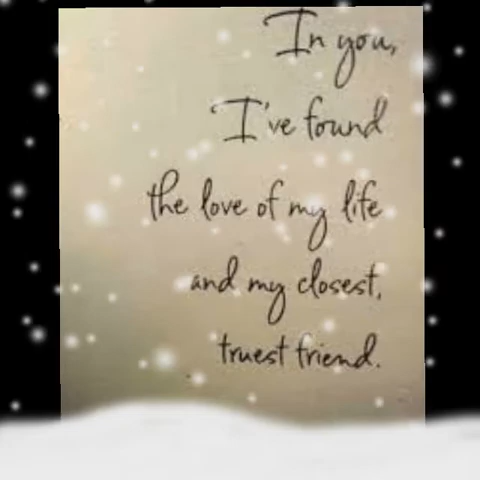 In you,
I've found
the love of my life
and my closest,
truest friend.